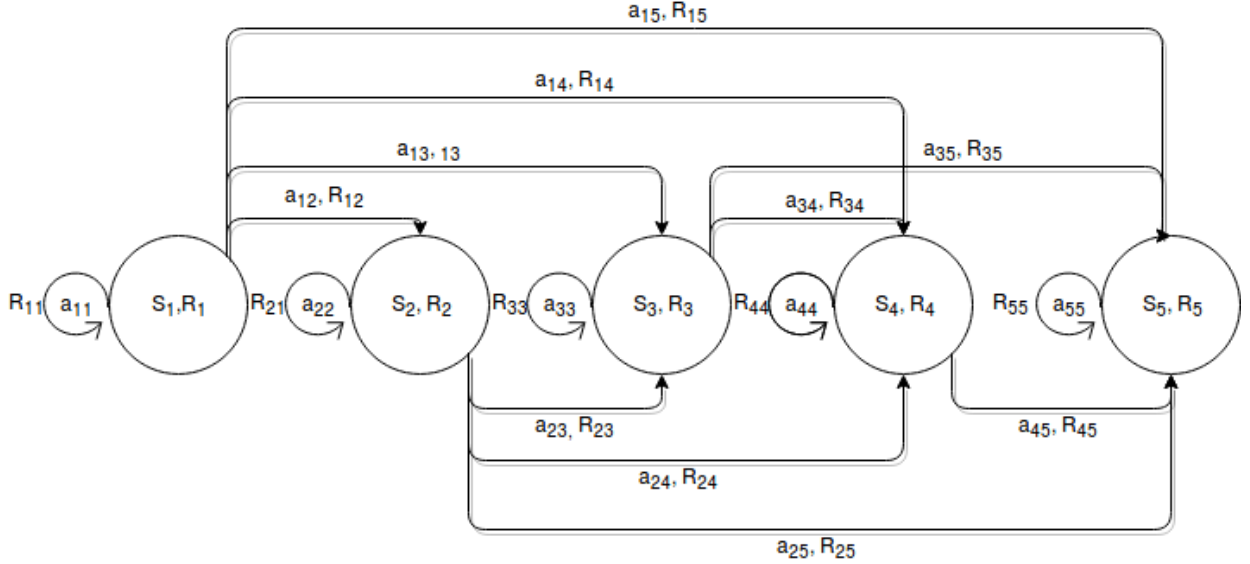 a15, R15
a14, R14
a13, 13
a35, R35
a12, R12
a34, R34
R11 a11 S1,R1 R21 a22 S2, R2 R33 a33 S3, R3 R44 a44 S4, R4 R55 a55 S5, R5
a23, R23
a45, R45
a24, R24
a25, R25